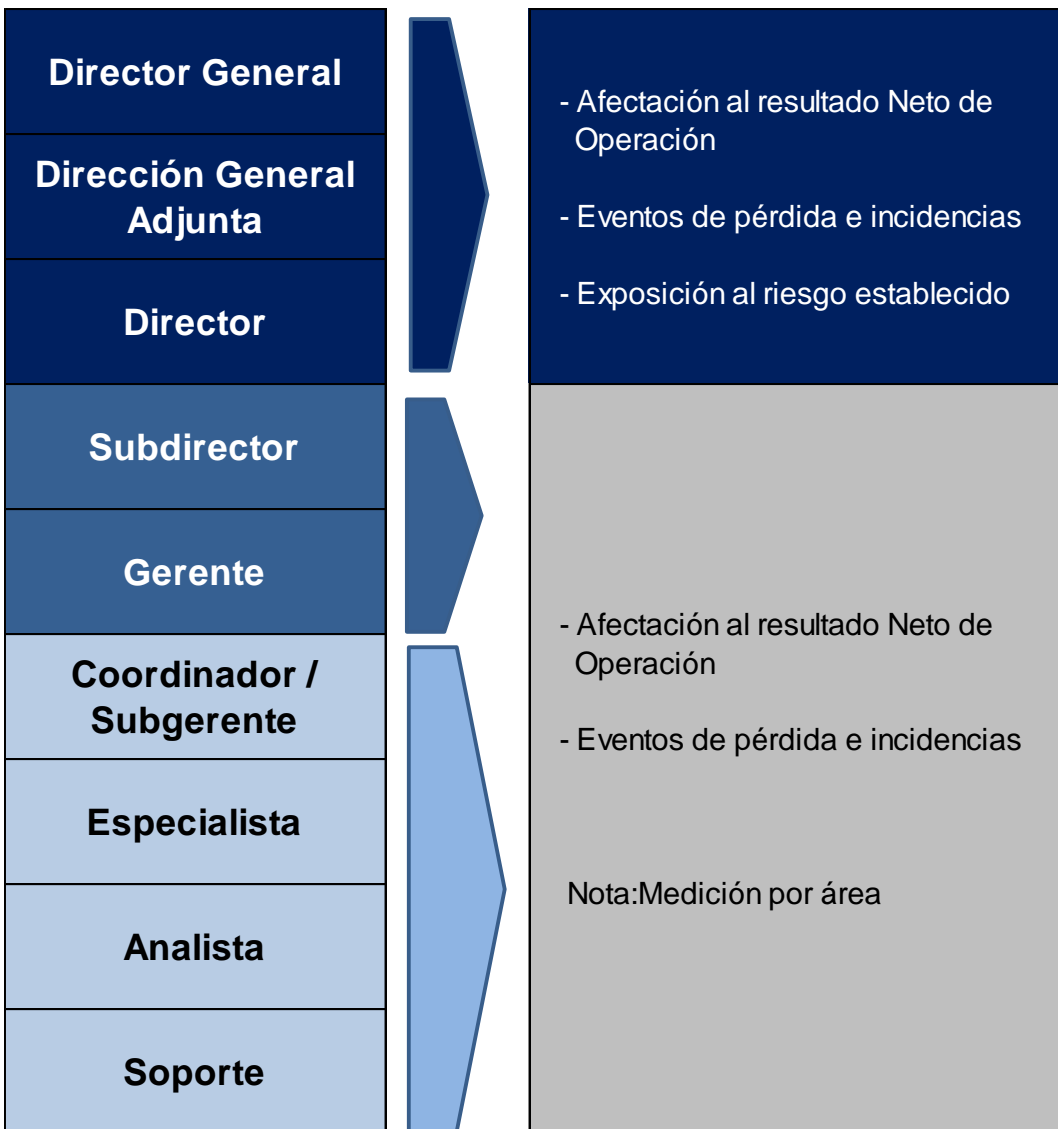 Director General
Dirección General
Adjunta
Director
- Afectación al resultado Neto de
Operación
- Eventos de pérdida e incidencias
- Exposición al riesgo establecido
Subdirector
Gerente
Coordinador /
Subgerente
Especialista
Analista
Soporte
- Afectación al resultado Neto de
Operación
- Eventos de pérdida e incidencias
Nota:Medición por área